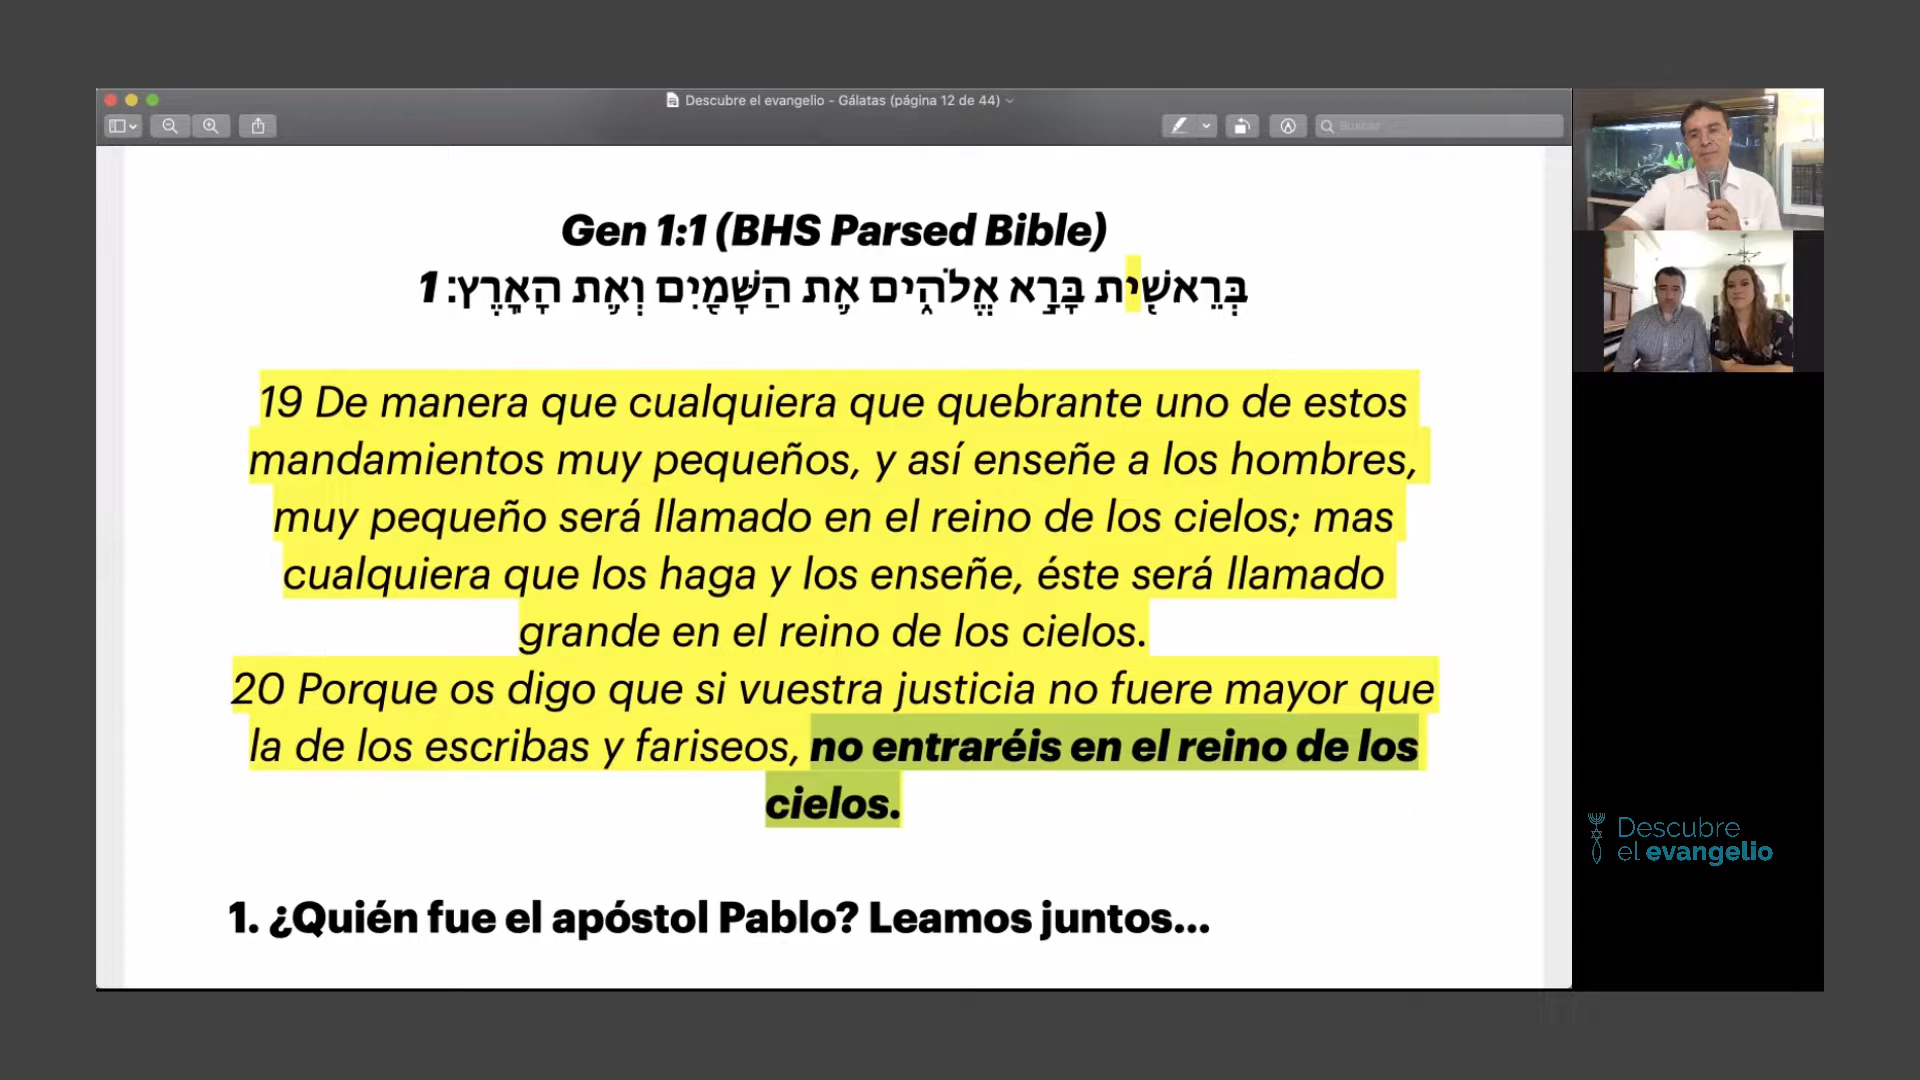 Descubre el evangelio - Gálatas (página 12 de 44)
Buscar
Gen 1:1 (BHS Parsed Bible)
בְּרֵאשִׁ֖ית בָּרָ֣א אֱלֹהִ֑ים אֵ֥ת הַשָּׁמַ֖יִם וְאֵ֥ת הָאָֽרֶץ׃ 1
19 De manera que cualquiera que quebrante uno de estos
mandamientos muy pequeños, y así enseñe a los hombres,
muy pequeño será llamado en el reino de los cielos; mas
cualquiera que los haga y los enseñe, éste será llamado
grande en el reino de los cielos.
20 Porque os digo que si vuestra justicia no fuere mayor que
la de los escribas y fariseos, no entraréis en el reino de los
cielos.
1. ¿Quién fue el apóstol Pablo? Leamos juntos...
Descubre
el evangelio